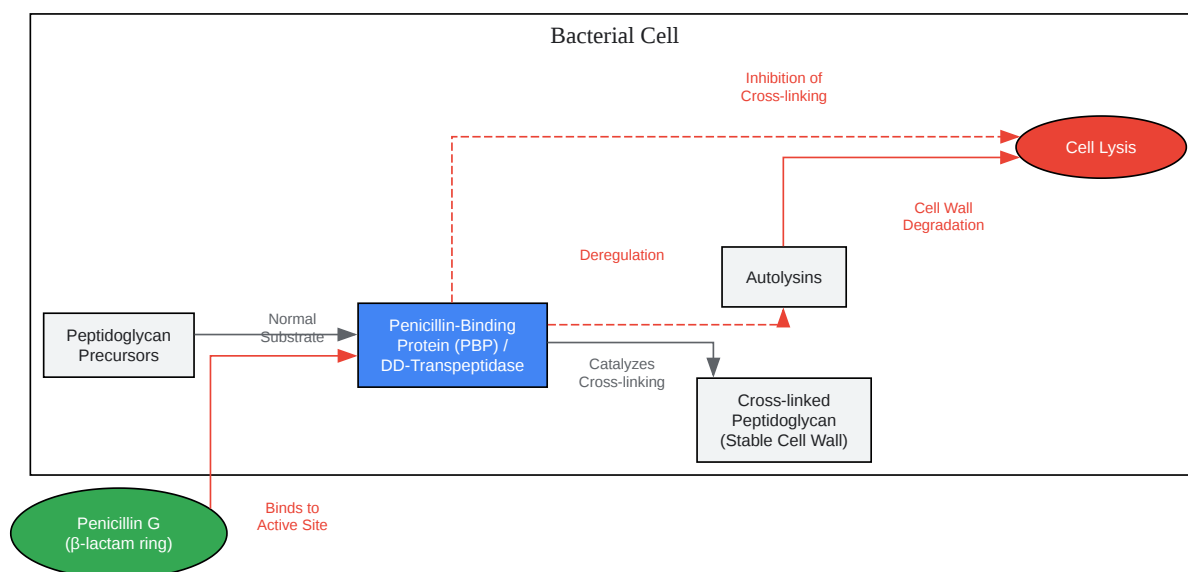 Bacterial Cell
Inhibition of
Cross-linking
Cell Lysis
Cell Wall
Degradation
Deregulation
Autolysins
Normal
Substrate
Peptidoglycan
Precursors
Penicillin-Binding
Protein (PBP) /
DD-Transpeptidase
Catalyzes
Cross-linking
Cross-linked
Peptidoglycan
(Stable Cell Wall)
Binds to
Active Site
Penicillin G
(β-lactam ring)